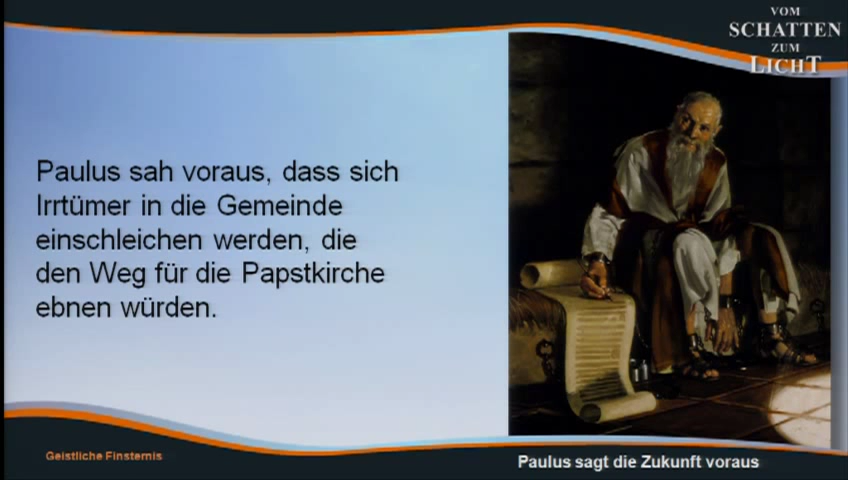 VOM
SCHATTEN
ZUM
LICHT
Paulus sah voraus, dass sich
Irrtümer in die Gemeinde
einschleichen werden, die
den Weg für die Papstkirche
ebnen würden.
Geistliche Finsternis
Paulus sagt die Zukunft voraus